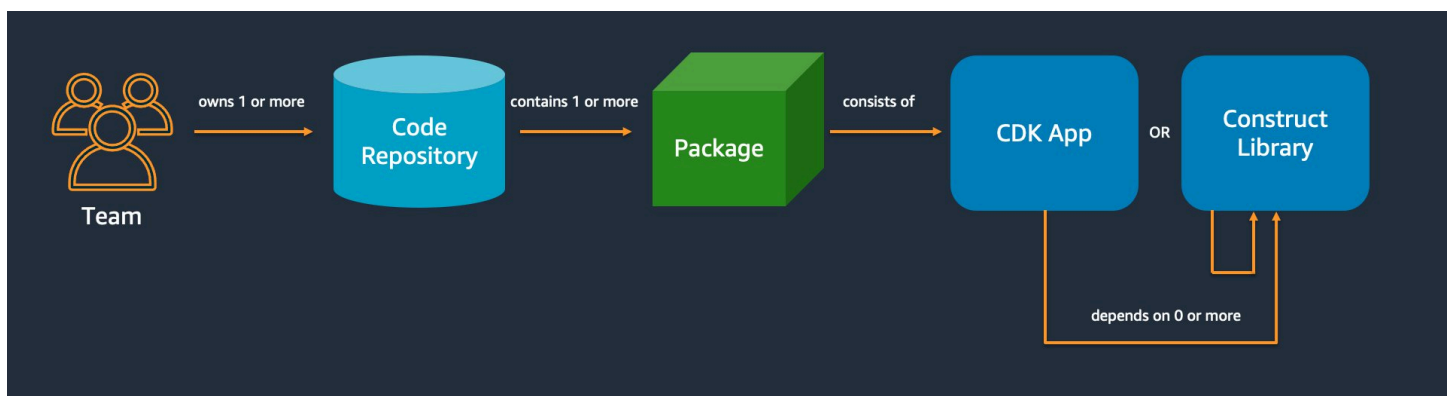 owns 1 or more
contains 1 or more
consists of
Code
Repository
Package
CDK App
OR
Construct
Library
Team
depends on 0 or more